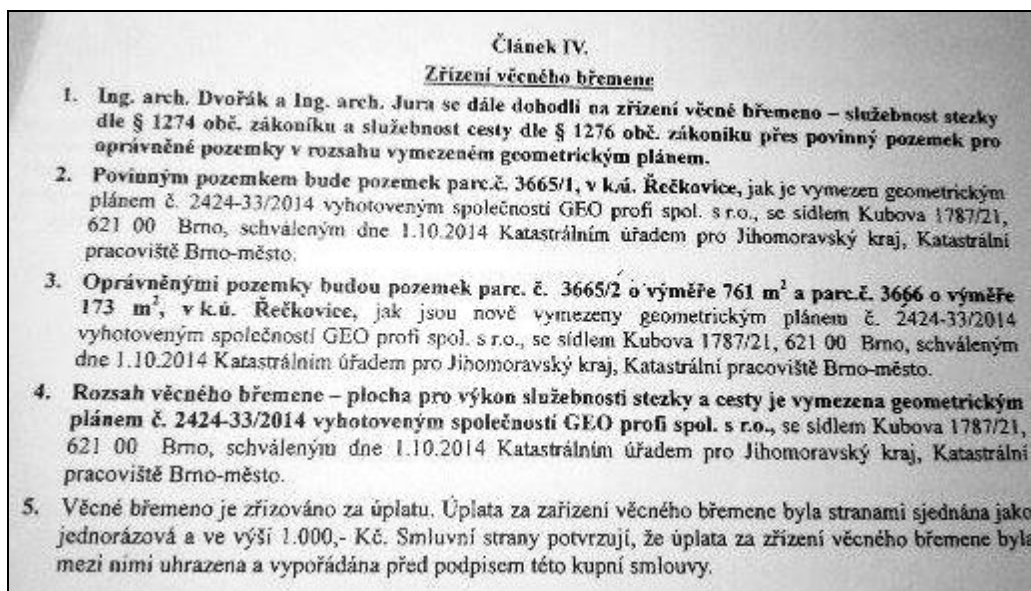 Článek IV.
Zřízení věcného břemene
1. Ing. arch. Dvořák a Ing. arch. Jura se dále dohodli na zřízení věcné břemeno – služebnost stezky
dle § 1274 obč. zákoníku a služebnost cesty dle § 1276 obč. zákoníku přes povinný pozemek pro
oprávněné pozemky v rozsahu vymezeném geometrickým plánem.
2. Povinným pozemkem bude pozemek parc.č. 3665/1, v k.ú. Řečkovice, jak je vymezen geometrickým
plánem č. 2424-33/2014 vyhotoveným společností GEO profi spol. s r.o., se sídlem Kubova 1787/21,
621 00 Brno, schváleným dne 1.10.2014 Katastrálním úřadem pro Jihomoravský kraj, Katastrální
pracoviště Brno-město.
3. Oprávněnými pozemky budou pozemek parc. č. 3665/2 o výměře 761 m² a parc.č. 3666 o výměře
173 m², v k.ú. Řečkovice, jak jsou nově vymezeny geometrickým plánem č. 2424-33/2014
vyhotoveným společností GEO profi spol. s r.o., se sídlem Kubova 1787/21, 621 00 Brno, schváleným
dne 1.10.2014 Katastrálním úřadem pro Jihomoravský kraj, Katastrální pracoviště Brno-město.
4. Rozsah věcného břemene – plocha pro výkon služebnosti stezky a cesty je vymezena geometrickým
plánem č. 2424-33/2014 vyhotoveným společností GEO profi spol. s r.o., se sídlem Kubova 1787/21,
621 00 Brno, schváleným dne 1.10.2014 Katastrálním úřadem pro Jihomoravský kraj, Katastrální
pracoviště Brno-město.
5. Věcné břemeno je zřizováno za úplatu. Úplata za zařízení věcného břemene byla stranami sjednána jako
jednorázová a ve výši 1.000,- Kč. Smluvní strany potvrzují, že úplata za zřízení věcného břemene byla
mezi nimi uhrazena a vypořádána před podpisem této kupní smlouvy.